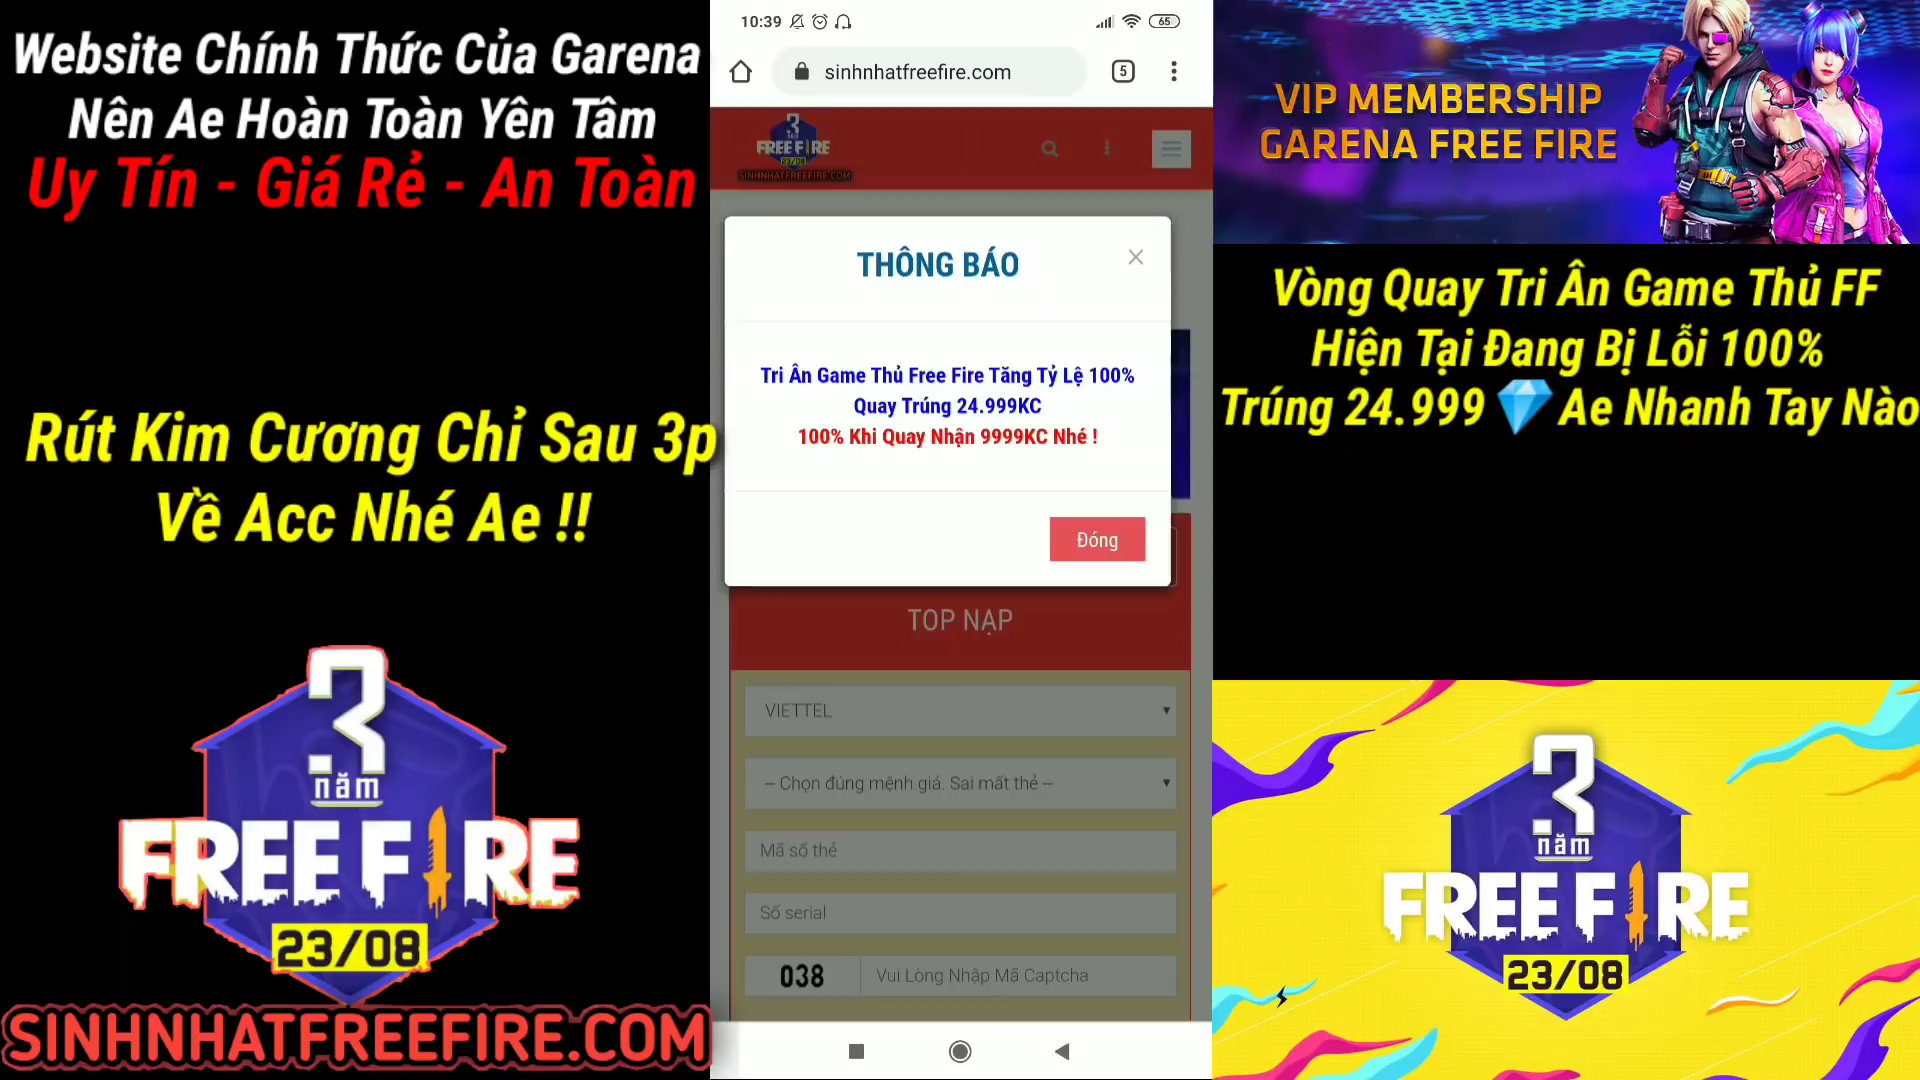 Website Chính Thức Của Garena
Nên Ae Hoàn Toàn Yên Tâm
Uy Tín - Giá Rẻ - An Toàn
Rút Kim Cương Chỉ Sau 3p
Về Acc Nhé Ae !!
3
năm
FREE FIRE
23/08
SINHNHATFREEFIRE.COM
10:39
65
sinhnhatfreefire.com
5
3
NĂM
FREE FIRE
23/08
SINHNHATFREEFIRE.COM
THÔNG BÁO
Tri Ân Game Thủ Free Fire Tăng Tỷ Lệ 100%
Quay Trúng 24.999KC
100% Khi Quay Nhận 9999KC Nhé !
Đóng
TOP NẠP
VIETTEL
-- Chọn đúng mệnh giá. Sai mất thẻ --
Mã số thẻ
Số serial
038
Vui Lòng Nhập Mã Captcha
VIP MEMBERSHIP
GARENA FREE FIRE
Vòng Quay Tri Ân Game Thủ FF
Hiện Tại Đang Bị Lỗi 100%
Trúng 24.999 💎 Ae Nhanh Tay Nào
3
năm
FREE FIRE
23/08